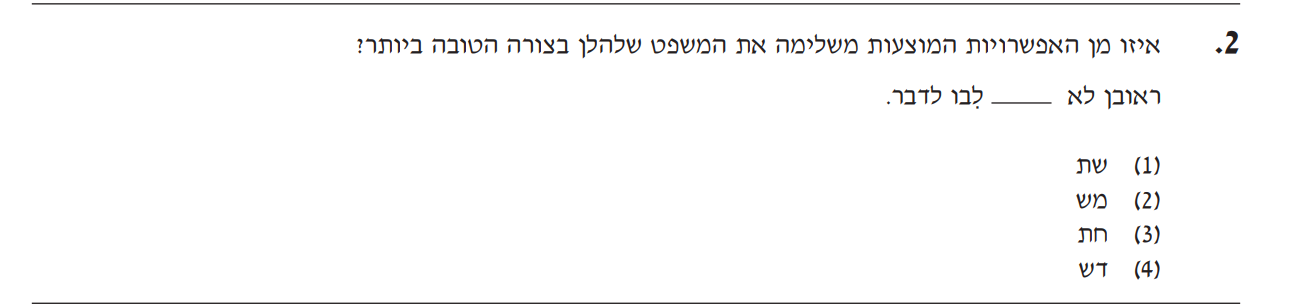 2. איזו מן האפשרויות המוצעות משלימה את המשפט שלהלן בצורה הטובה ביותר?
ראובן לא _____ לִבו לדבר.
(1) שת
(2) מש
(3) חת
(4) דש